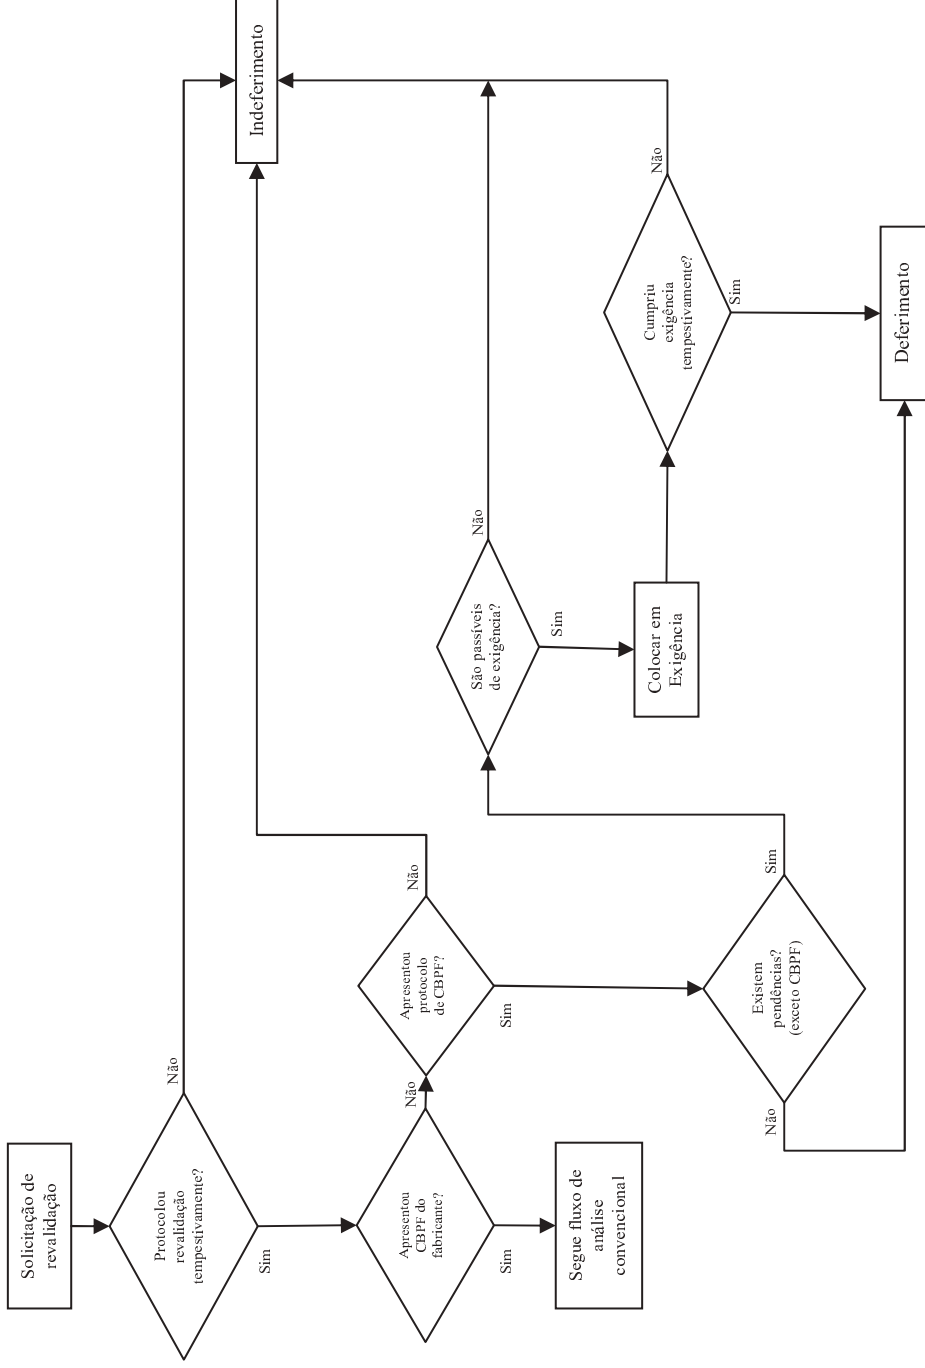 Solicitação de
revalidação
Protocolou
revalidação
tempestivamente?
Não
Sim
Indeferimento
Apresentou
CBPF do
fabricante?
Não
Sim
Segue fluxo de
análise
convencional
Apresentou
protocolo
de CBPF?
Não
Sim
Existem
pendências?
(exceto CBPF)
Não
Sim
São passíveis
de exigência?
Não
Sim
Colocar em
Exigência
Cumpriu
exigência
tempestivamente?
Não
Sim
Deferimento